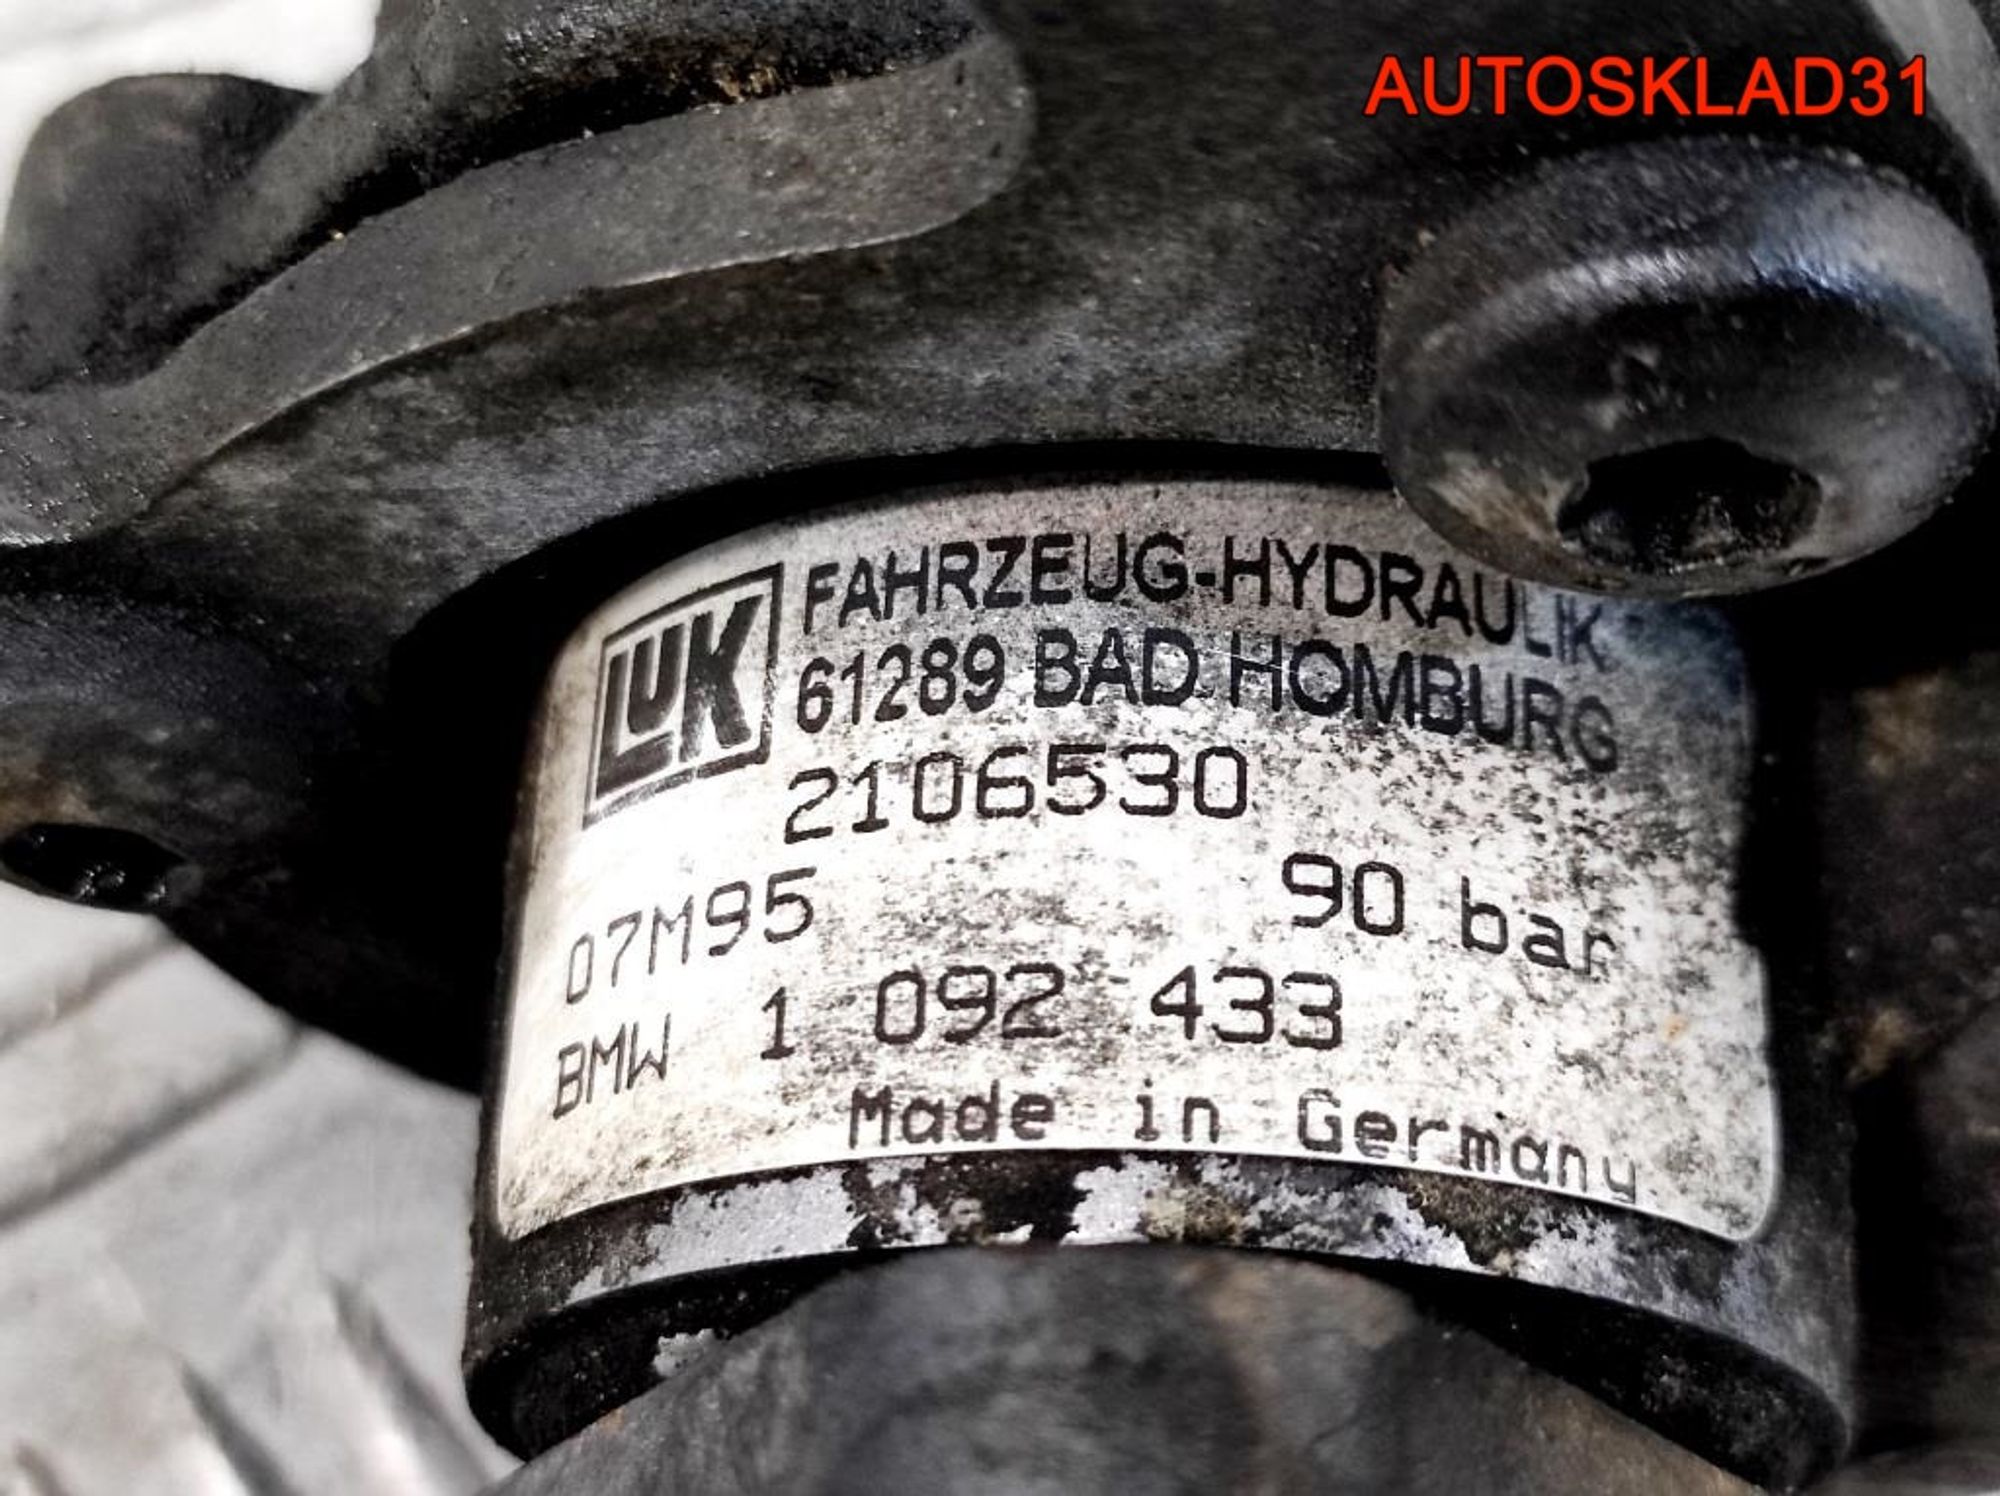 AUTOSKLAD31
LUK
FAHRZEUG-HYDRAULIK
61289 BAD HOMBURG
2106530
07M95 90 bar
BMW 1 092 433
Made in Germany